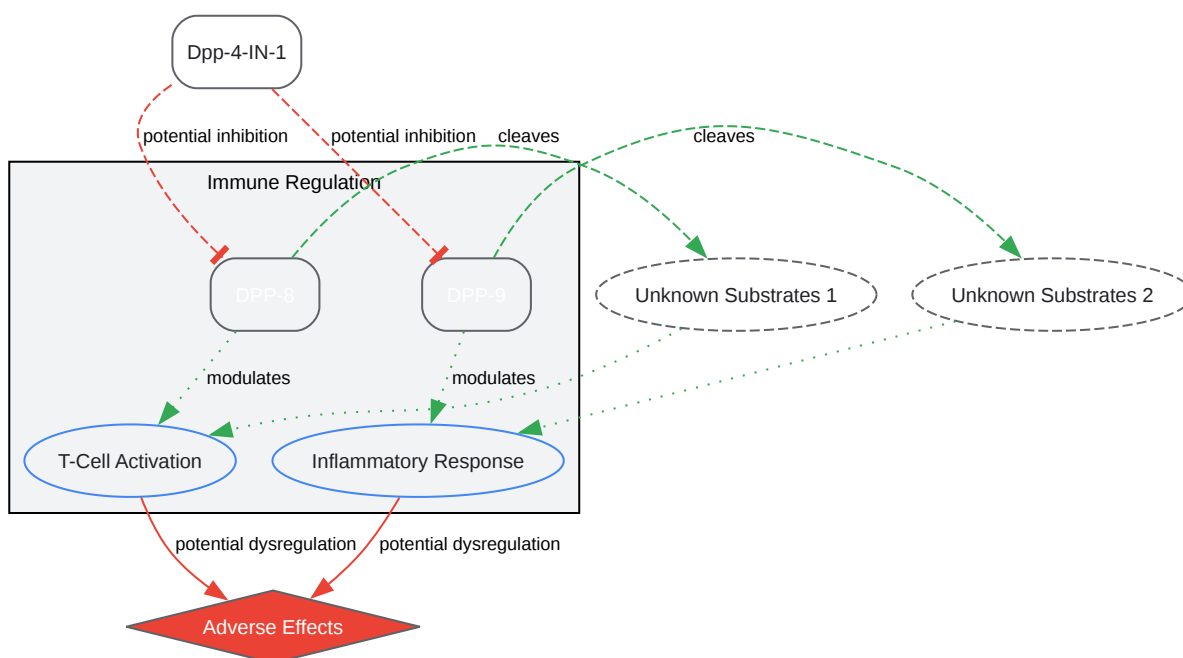 Dpp-4-IN-1
potential inhibition
potential inhibition
cleaves
cleaves
Immune Regulation
DPP-8
DPP-9
Unknown Substrates 1
Unknown Substrates 2
modulates
modulates
T-Cell Activation
Inflammatory Response
potential dysregulation
potential dysregulation
Adverse Effects